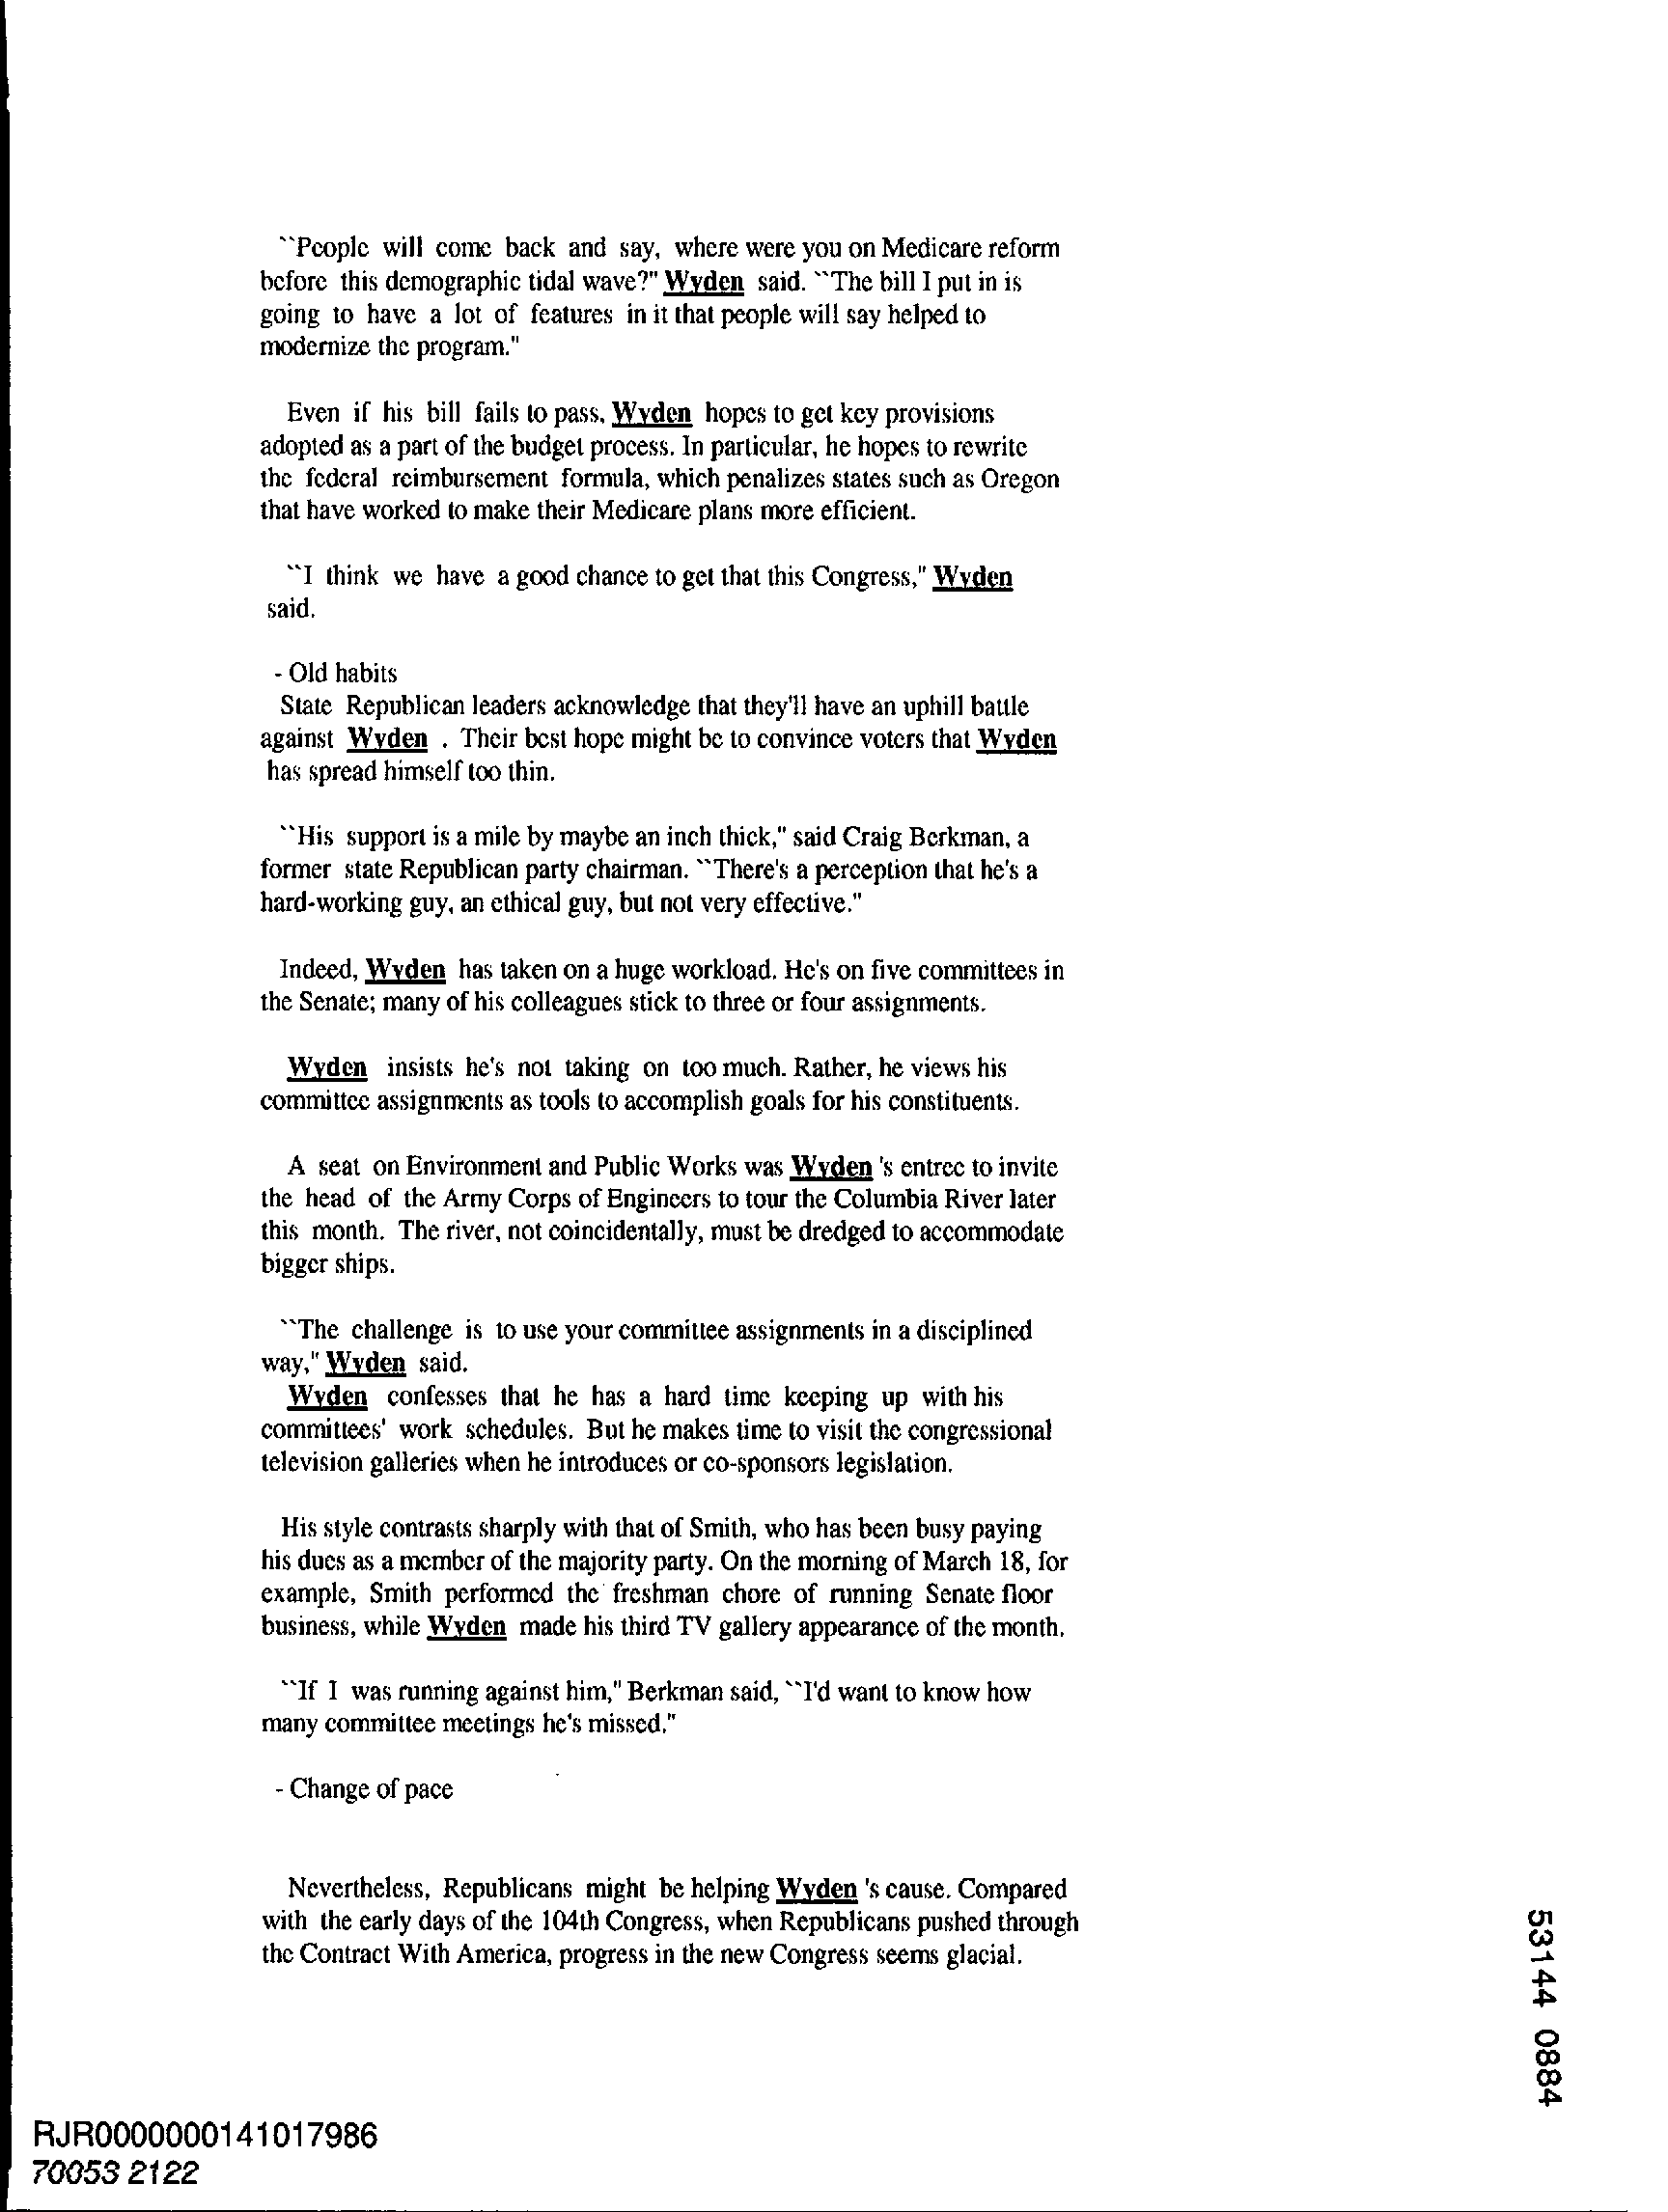 ``People will come back and say, where were you on Medicare reform
before this demographic tidal wave?" Wyden said. ``The bill I put in is
going to have a lot of features in it that people will say helped to
modernize the program."
Even if his bill fails to pass, Wyden hopes to get key provisions
adopted as a part of the budget process. In particular, he hopes to rewrite
the federal reimbursement formula, which penalizes states such as Oregon
that have worked to make their Medicare plans more efficient.
``I think we have a good chance to get that this Congress," Wyden
said.
- Old habits
State Republican leaders acknowledge that they'll have an uphill battle
against Wyden . Their best hope might be to convince voters that Wyden
has spread himself too thin.
``His support is a mile by maybe an inch thick," said Craig Berkman, a
former state Republican party chairman. ``There's a perception that he's a
hard-working guy, an ethical guy, but not very effective."
Indeed, Wyden has taken on a huge workload. He's on five committees in
the Senate; many of his colleagues stick to three or four assignments.
Wyden insists he's not taking on too much. Rather, he views his
committee assignments as tools to accomplish goals for his constituents.
A seat on Environment and Public Works was Wyden 's entree to invite
the head of the Army Corps of Engineers to tour the Columbia River later
this month. The river, not coincidentally, must be dredged to accommodate
bigger ships.
``The challenge is to use your committee assignments in a disciplined
way," Wyden said.
Wyden confesses that he has a hard time keeping up with his
committees' work schedules. But he makes time to visit the congressional
television galleries when he introduces or co-sponsors legislation.
His style contrasts sharply with that of Smith, who has been busy paying
his dues as a member of the majority party. On the morning of March 18, for
example, Smith performed the freshman chore of running Senate floor
business, while Wyden made his third TV gallery appearance of the month.
``If I was running against him," Berkman said, ``I'd want to know how
many committee meetings he's missed."
- Change of pace
Nevertheless, Republicans might be helping Wyden 's cause. Compared
with the early days of the 104th Congress, when Republicans pushed through
the Contract With America, progress in the new Congress seems glacial.
53144 0884
RJR0000000141017986
70053 2122